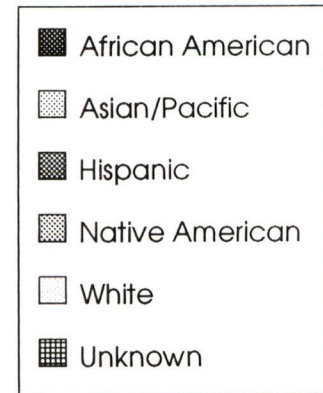 African American
Asian/Pacific
Hispanic
Native American
White
Unknown